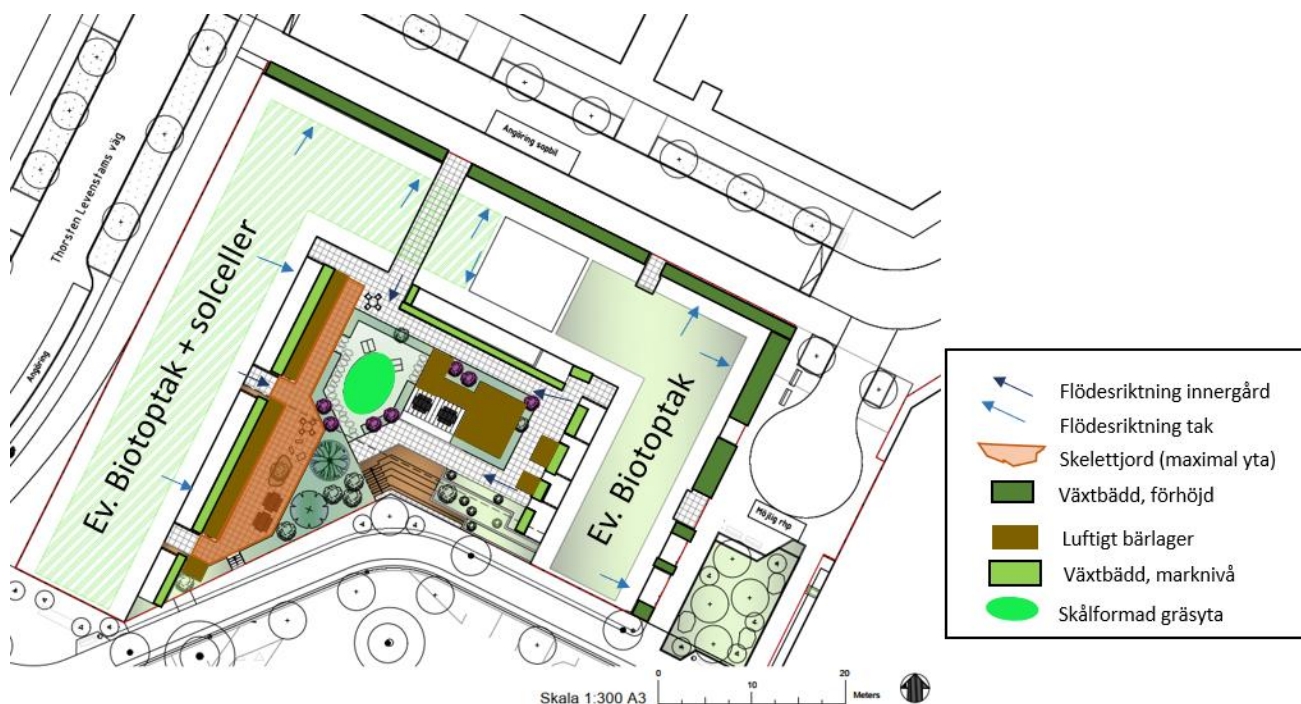 Angöring sopbil
Thorsten Levenstams väg
Ev. Biotoptak + solceller
Angöring
Ev. Biotoptak
Möjlig rhp
Flödesriktning innergård
Flödesriktning tak
Skelettjord (maximal yta)
Växtbädd, förhöjd
Luftigt bärlager
Växtbädd, marknivå
Skålformad gräsyta
Skala 1:300 A3
0
10
20
Meters